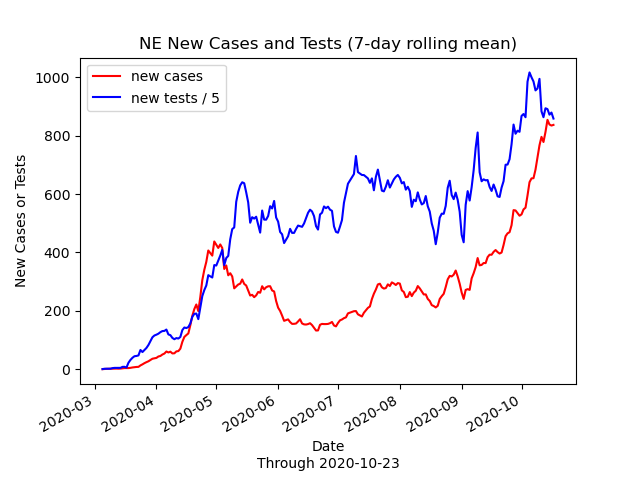 NE New Cases and Tests (7-day rolling mean)
new cases
new tests / 5
New Cases or Tests
1000
800
600
400
200
0
2020-03
2020-04
2020-05
2020-06
2020-07
2020-08
2020-09
2020-10
Date
Through 2020-10-23